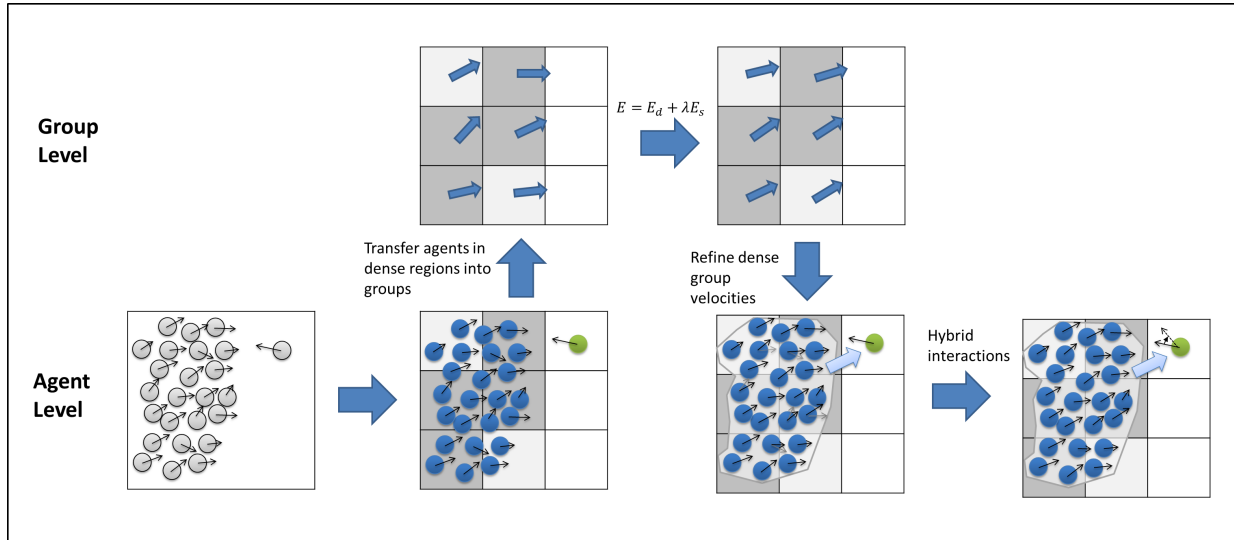 Group
Level
E = E_d + λE_s
Transfer agents in
dense regions into
groups
Refine dense
group
velocities
Agent
Level
Hybrid
interactions